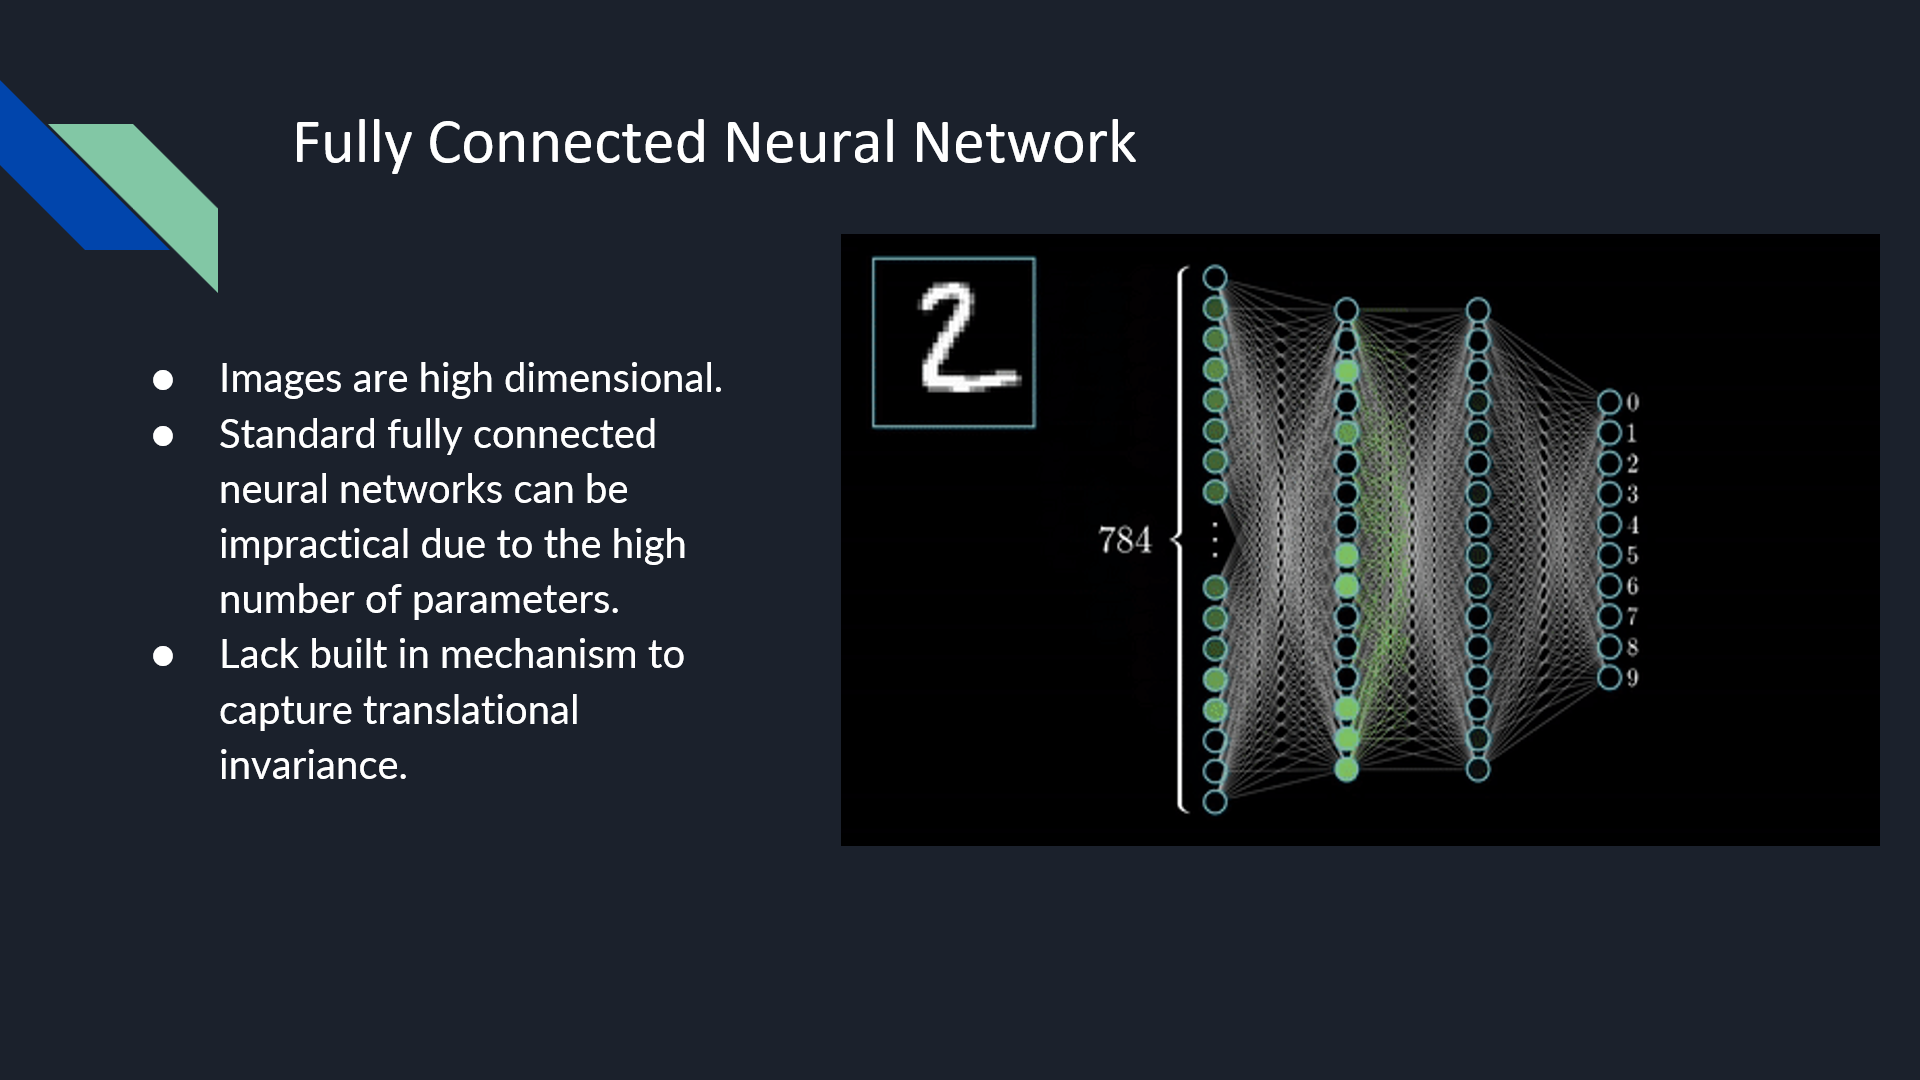 Fully Connected Neural Network
● Images are high dimensional.
● Standard fully connected
neural networks can be
impractical due to the high
number of parameters.
● Lack built in mechanism to
capture translational
invariance.
2
784
0
1
2
3
4
5
6
7
8
9